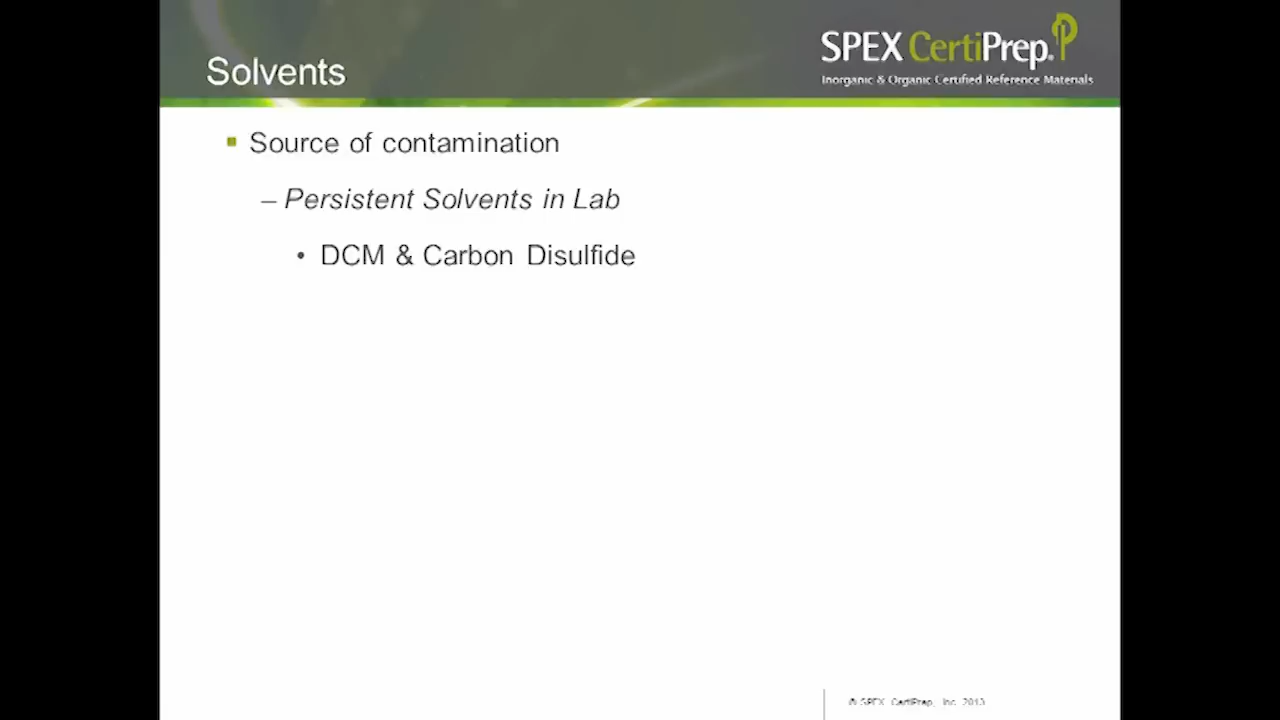 SPEX CertiPrep.
Inorganic & Organic Certified Reference Materials
Solvents
Source of contamination
– Persistent Solvents in Lab
• DCM & Carbon Disulfide
© SPEX CertiPrep, Inc. 2013